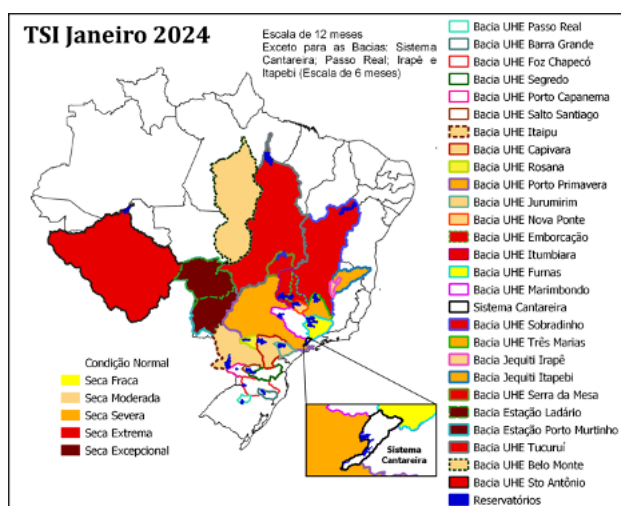 TSI Janeiro 2024
Escala de 12 meses
Exceto para as Bacias: Sistema
Cantareira; Passo Real; Irapê e
Itapebi (Escala de 6 meses)
Condição Normal
Seca Fraca
Seca Moderada
Seca Severa
Seca Extrema
Seca Excepcional
Sistema
Cantareira
Bacia UHE Passo Real
Bacia UHE Barra Grande
Bacia UHE Foz Chapecó
Bacia UHE Segredo
Bacia UHE Porto Capanema
Bacia UHE Salto Santiago
Bacia UHE Itaipu
Bacia UHE Capivara
Bacia UHE Rosana
Bacia UHE Porto Primavera
Bacia UHE Jurumirim
Bacia UHE Nova Ponte
Bacia UHE Emborcação
Bacia UHE Itumbiara
Bacia UHE Furnas
Bacia UHE Marimbondo
Sistema Cantareira
Bacia UHE Sobradinho
Bacia UHE Três Marias
Bacia Jequiti Irapê
Bacia Jequiti Itapebi
Bacia UHE Serra da Mesa
Bacia Estação Ladário
Bacia Estação Porto Murtinho
Bacia UHE Tucuruí
Bacia UHE Belo Monte
Bacia UHE Sto Antônio
Reservatórios